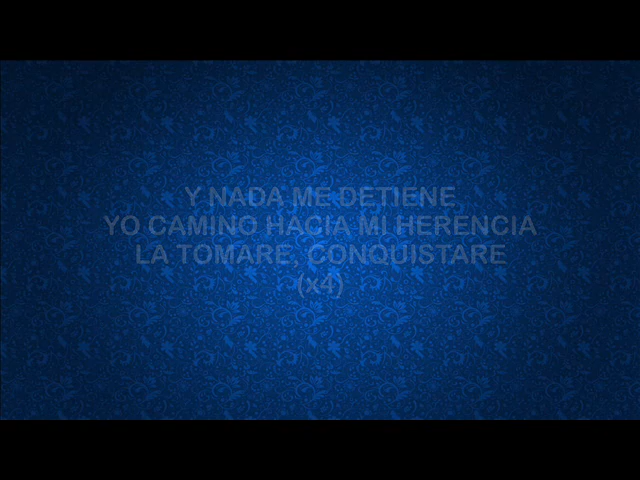 Y NADA ME DETIENE
YO CAMINO HACIA MI HERENCIA
LA TOMARE, CONQUISTARE
(x4)